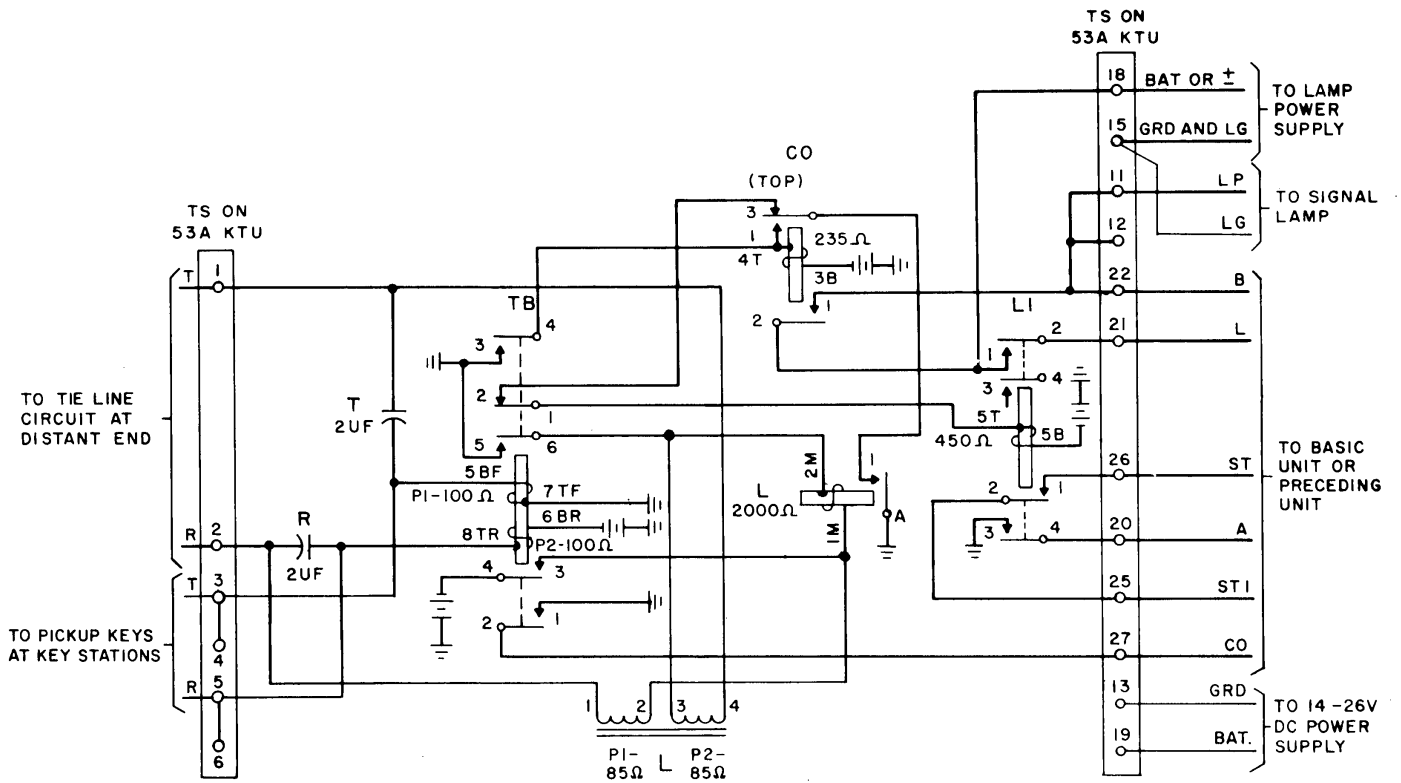 TS ON
53A KTU
18
BAT OR ±
TO LAMP
POWER
SUPPLY
15
GRD AND LG
CO
(TOP)
11
LP
TO SIGNAL
LAMP
12
LG
TS ON
53A KTU
3
1
235Ω
4T
3B
T
1
22
B
TB
L1
4
2
1
2
21
L
3
1
3
4
TO TIE LINE
CIRCUIT AT
DISTANT END
T
2UF
2
1
5T
450Ω
5B
5
6
2M
1
26
ST
TO BASIC
UNIT OR
PRECEDING
UNIT
5BF
P1-100Ω
7TF
L
2000Ω
2
1
6BR
A
R
2
R
2UF
8TR
P2-100Ω
1M
3
4
20
A
4
3
T
3
25
ST1
TO PICKUP KEYS
AT KEY STATIONS
1
2
4
27
CO
R
5
13
GRD
TO 14-26V
DC POWER
SUPPLY
1
2
3
4
6
19
BAT.
P1-
85Ω
L
P2-
85Ω